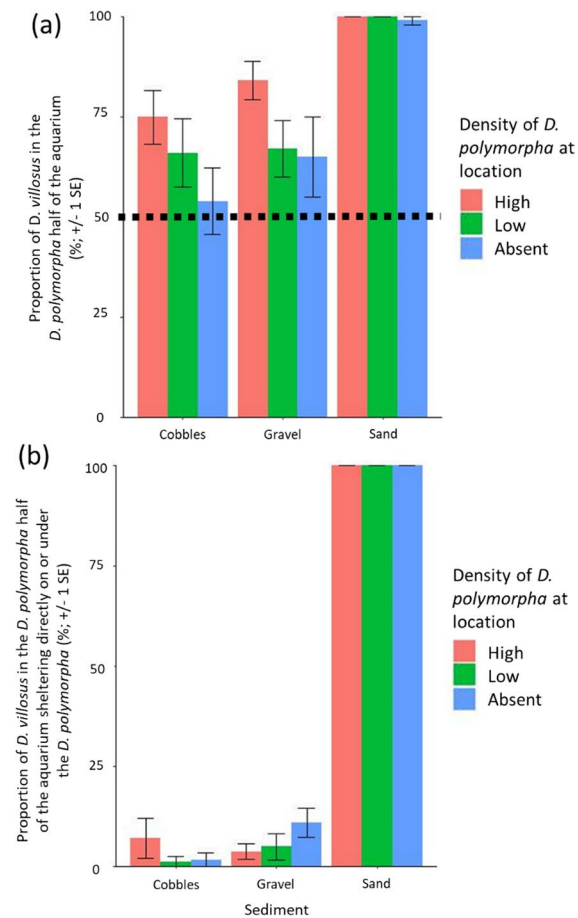 (a)
Proportion of D. villosus in the
D. polymorpha half of the aquarium
(%; +/- 1 SE)
100
75
50
25
0
Cobbles
Gravel
Sand
Density of D.
polymorpha at
location
High
Low
Absent
(b)
Proportion of D. villosus in the D. polymorpha half
of the aquarium sheltering directly on or under
the D. polymorpha (%; +/- 1 SE)
100
75
50
25
0
Cobbles
Gravel
Sand
Sediment
Density of D.
polymorpha at
location
High
Low
Absent